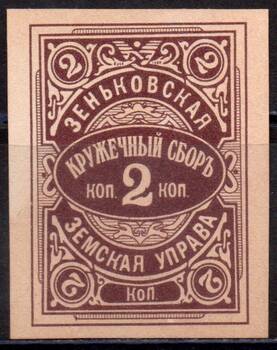 2 2
ЗЕНЬКОВСКАЯ
КРУЖЕЧНЫЙ СБОРЪ
КОП. 2 КОП.
ЗЕМСКАЯ УПРАВА
2 КОП. 2